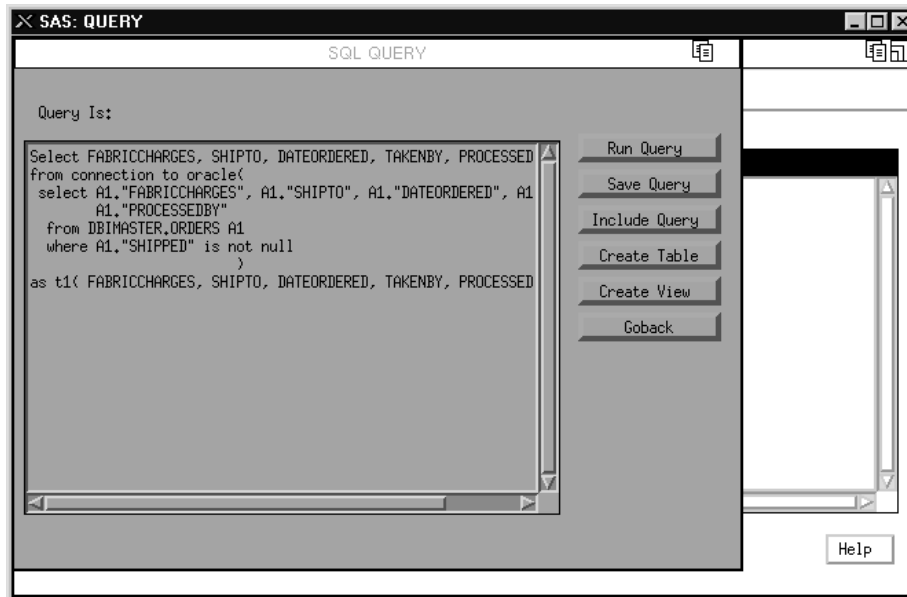 SAS: QUERY
SQL QUERY
Query Is:
Select FABRICCHARGES, SHIPTO, DATEORDERED, TAKENBY, PROCESSED
from connection to oracle(
select A1."FABRICCHARGES", A1."SHIPTO", A1."DATEORDERED", A1
A1."PROCESSEDBY"
from DBIMASTER.ORDERS A1
where A1."SHIPPED" is not null
)
as t1( FABRICCHARGES, SHIPTO, DATEORDERED, TAKENBY, PROCESSED
Run Query
Save Query
Include Query
Create Table
Create View
Goback
Help